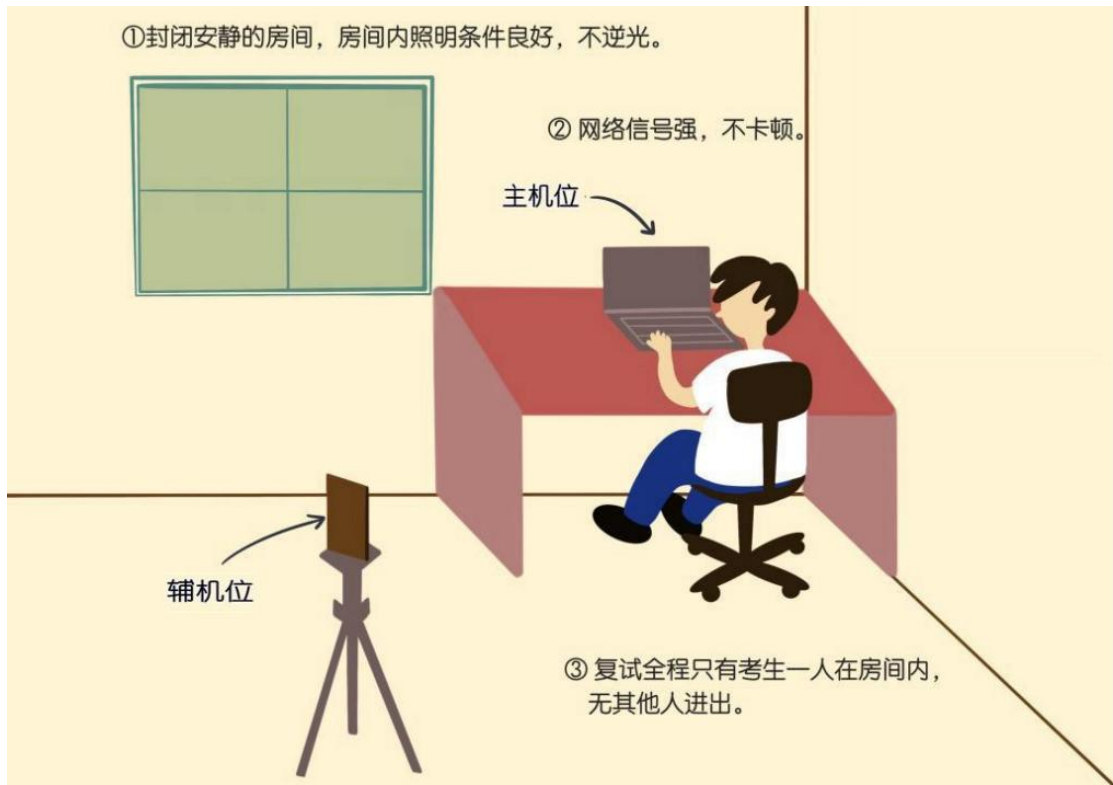 ①封闭安静的房间，房间内照明条件良好，不逆光。
② 网络信号强，不卡顿。
主机位
辅机位
③ 复试全程只有考生一人在房间内，
无其他人进出。